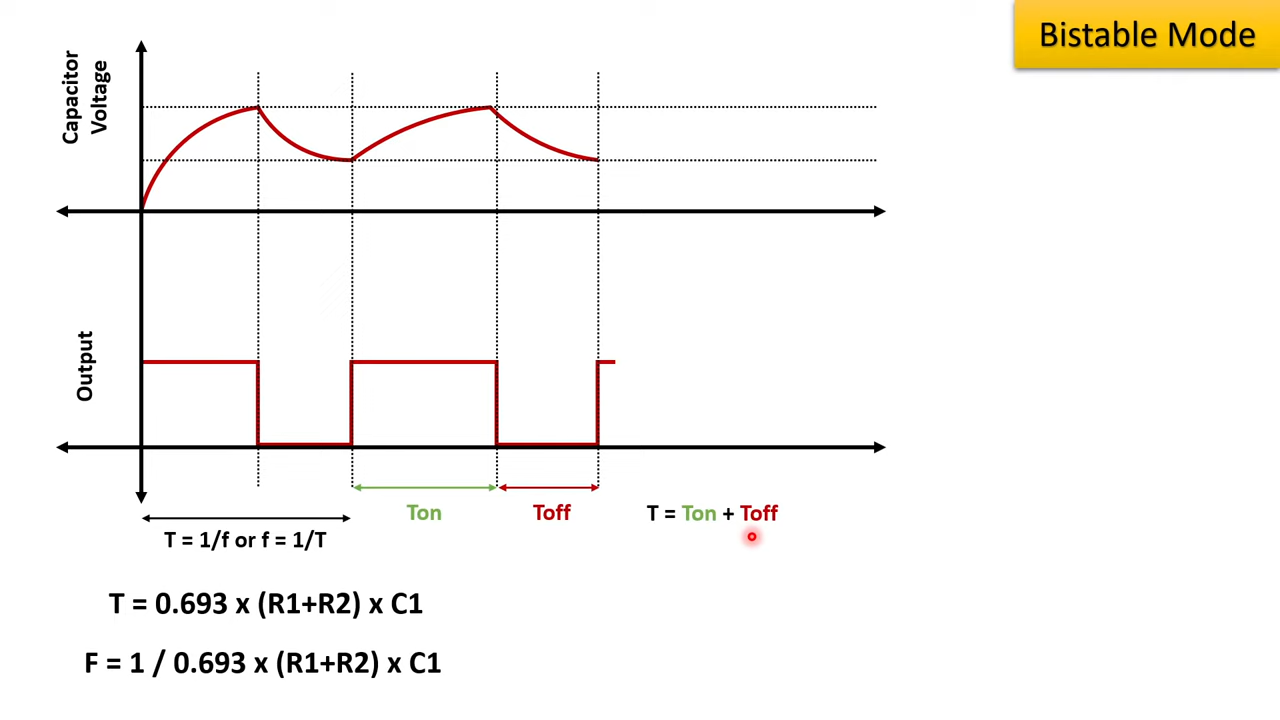 Bistable Mode
Capacitor
Voltage
Output
Ton
Toff
T = Ton + Toff
T = 1/f or f = 1/T
T = 0.693 x (R1+R2) x C1
F = 1 / 0.693 x (R1+R2) x C1